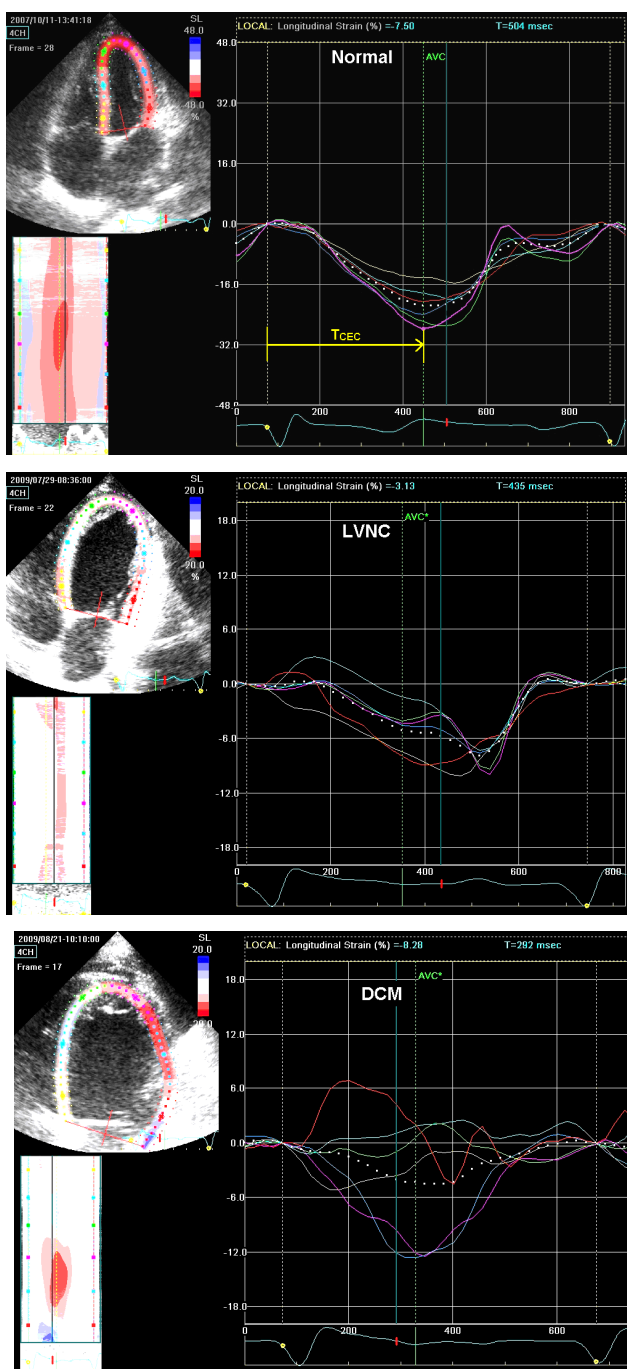 2007/10/11-13:41:18
4CH
Frame = 28
SL
48.0
48.0
%
LOCAL: Longitudinal Strain (%) =-7.50 T=504 msec
Normal
AVC
48.0
32.0
16.0
0.0
-16.0
-32.0
-48.0
TCEC
0 200 400 600 800
2009/07/29-08:36:00
4CH
Frame = 22
SL
20.0
-20.0
%
LOCAL: Longitudinal Strain (%) =-3.13 T=435 msec
AVC*
LVNC
18.0
12.0
6.0
0.0
-6.0
-12.0
-18.0
0 200 400 600 800
2009/08/21-10:10:00
4CH
Frame = 17
SL
20.0
LOCAL: Longitudinal Strain (%) =-8.28 T=292 msec
AVC*
DCM
18.0
12.0
6.0
0.0
-6.0
-12.0
-18.0
0 200 400 600